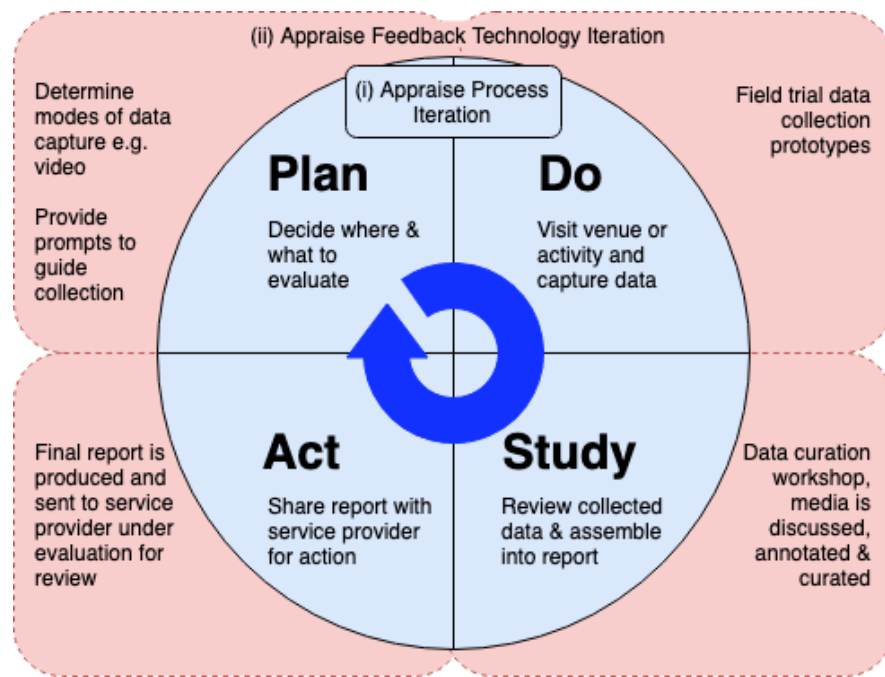 (ii) Appraise Feedback Technology Iteration
(i) Appraise Process
Iteration
Determine
modes of data
capture e.g.
video
Provide
prompts to
guide
collection
Plan
Decide where &
what to
evaluate
Do
Visit venue or
activity and
capture data
Field trial data
collection
prototypes
Final report is
produced and
sent to service
provider under
evaluation for
review
Act
Share report with
service provider
for action
Study
Review collected
data & assemble
into report
Data curation
workshop,
media is
discussed,
annotated &
curated